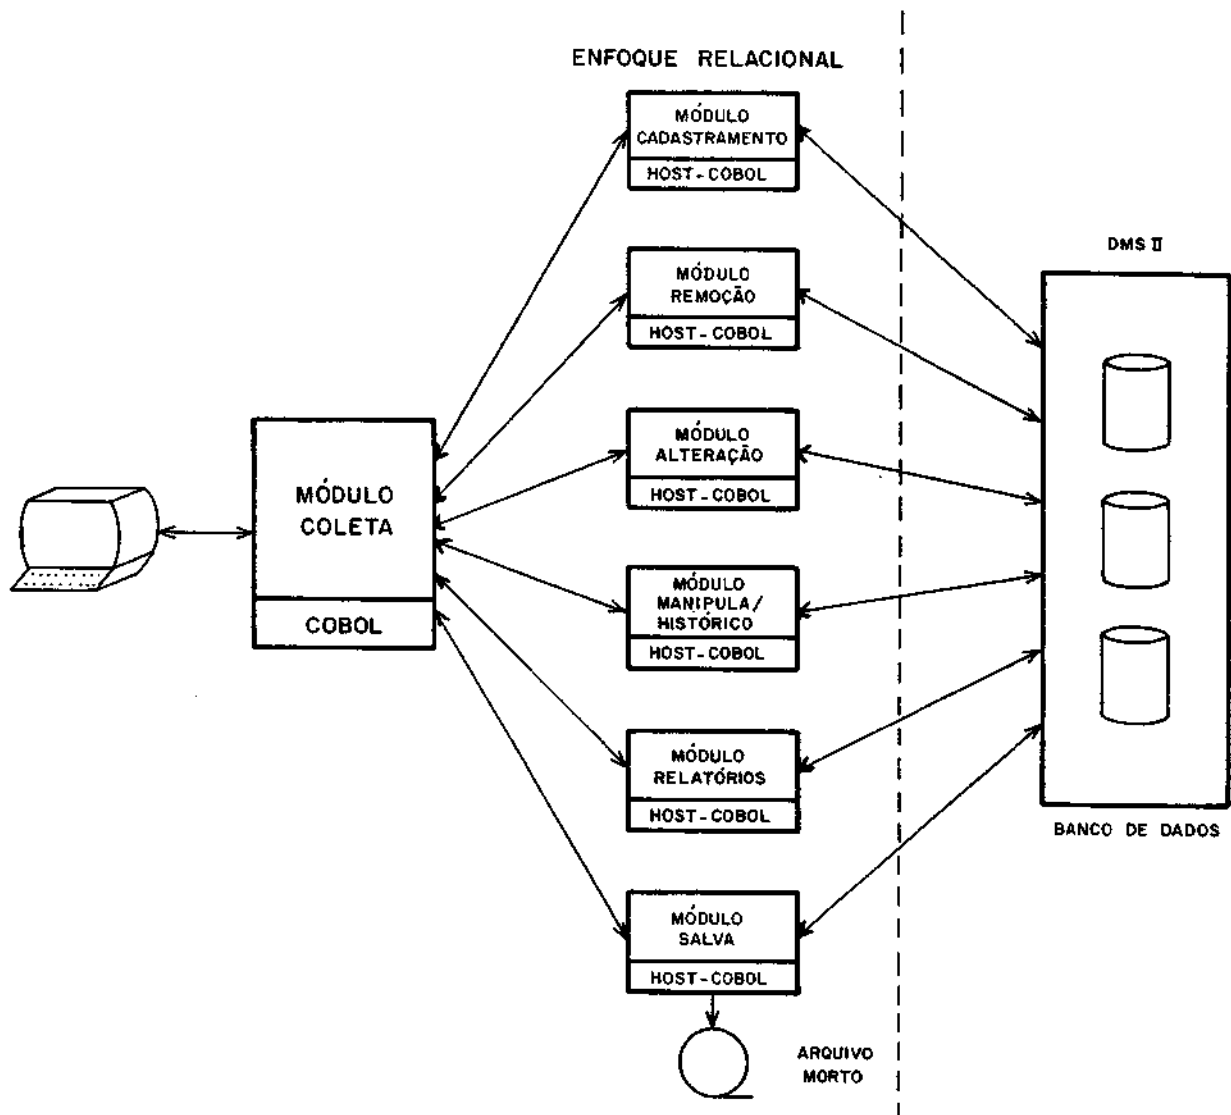 ENFOQUE RELACIONAL
MÓDULO
CADASTRAMENTO
HOST-COBOL
DMS II
MÓDULO
REMOÇÃO
HOST-COBOL
MÓDULO
ALTERAÇÃO
HOST-COBOL
MÓDULO
COLETA
COBOL
MÓDULO
MANIPULA/
HISTÓRICO
HOST-COBOL
MÓDULO
RELATÓRIOS
HOST-COBOL
BANCO DE DADOS
MÓDULO
SALVA
HOST-COBOL
ARQUIVO
MORTO